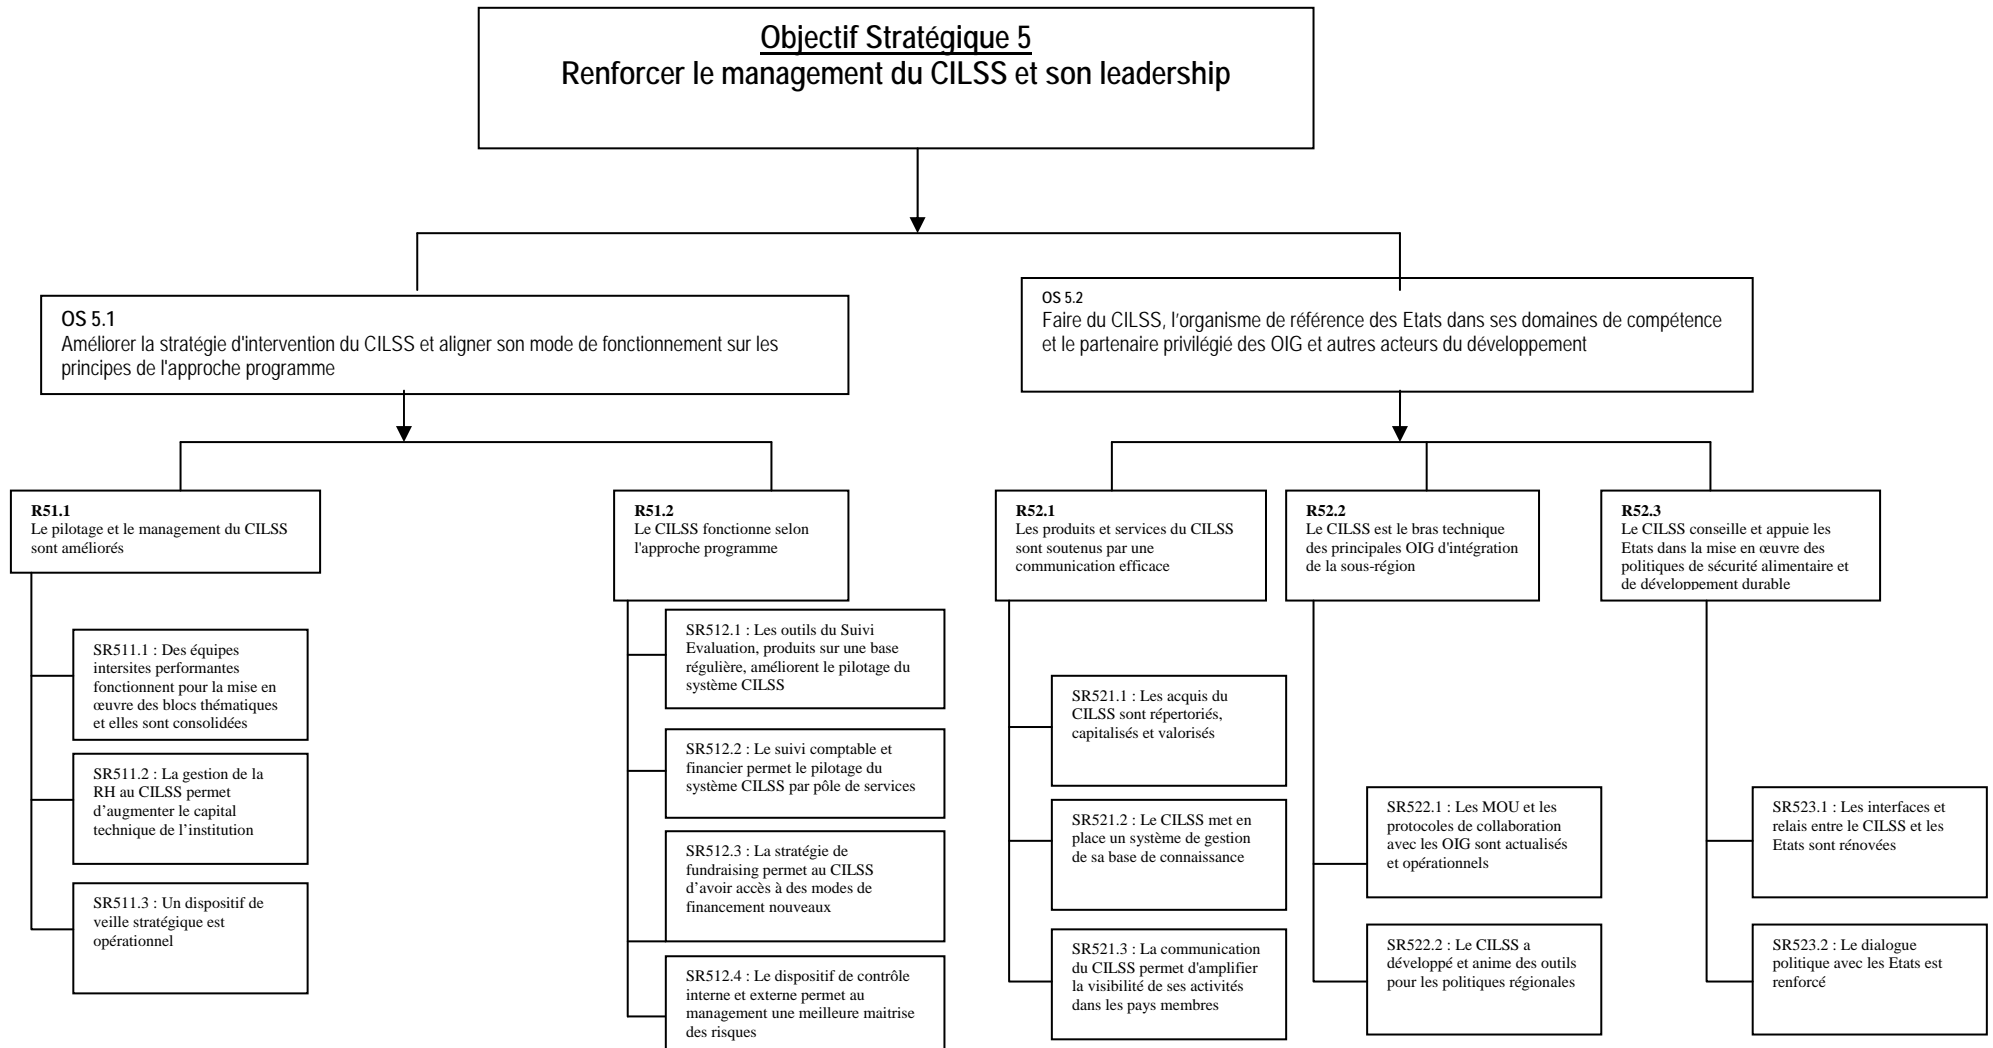 Objectif Stratégique 5
Renforcer le management du CILSS et son leadership
OS 5.1
Améliorer la stratégie d'intervention du CILSS et aligner son mode de fonctionnement sur les
principes de l'approche programme
OS 5.2
Faire du CILSS, l'organisme de référence des Etats dans ses domaines de compétence
et le partenaire privilégié des OIG et autres acteurs du développement
R51.1
Le pilotage et le management du CILSS
sont améliorés
R51.2
Le CILSS fonctionne selon
l'approche programme
R52.1
Les produits et services du CILSS
sont soutenus par une
communication efficace
R52.2
Le CILSS est le bras technique
des principales OIG d'intégration
de la sous-région
R52.3
Le CILSS conseille et appuie les
Etats dans la mise en œuvre des
politiques de sécurité alimentaire et
de développement durable
SR511.1 : Des équipes
intersites performantes
fonctionnent pour la mise en
œuvre des blocs thématiques
et elles sont consolidées
SR511.2 : La gestion de la
RH au CILSS permet
d’augmenter le capital
technique de l’institution
SR511.3 : Un dispositif de
veille stratégique est
opérationnel
SR512.1 : Les outils du Suivi
Evaluation, produits sur une base
régulière, améliorent le pilotage du
système CILSS
SR512.2 : Le suivi comptable et
financier permet le pilotage du
système CILSS par pôle de services
SR512.3 : La stratégie de
fundraising permet au CILSS
d’avoir accès à des modes de
financement nouveaux
SR512.4 : Le dispositif de contrôle
interne et externe permet au
management une meilleure maitrise
des risques
SR521.1 : Les acquis du
CILSS sont répertoriés,
capitalisés et valorisés
SR521.2 : Le CILSS met en
place un système de gestion
de sa base de connaissance
SR521.3 : La communication
du CILSS permet d'amplifier
la visibilité de ses activités
dans les pays membres
SR522.1 : Les MOU et les
protocoles de collaboration
avec les OIG sont actualisés
et opérationnels
SR522.2 : Le CILSS a
développé et anime des outils
pour les politiques régionales
SR523.1 : Les interfaces et
relais entre le CILSS et les
Etats sont rénovées
SR523.2 : Le dialogue
politique avec les Etats est
renforcé